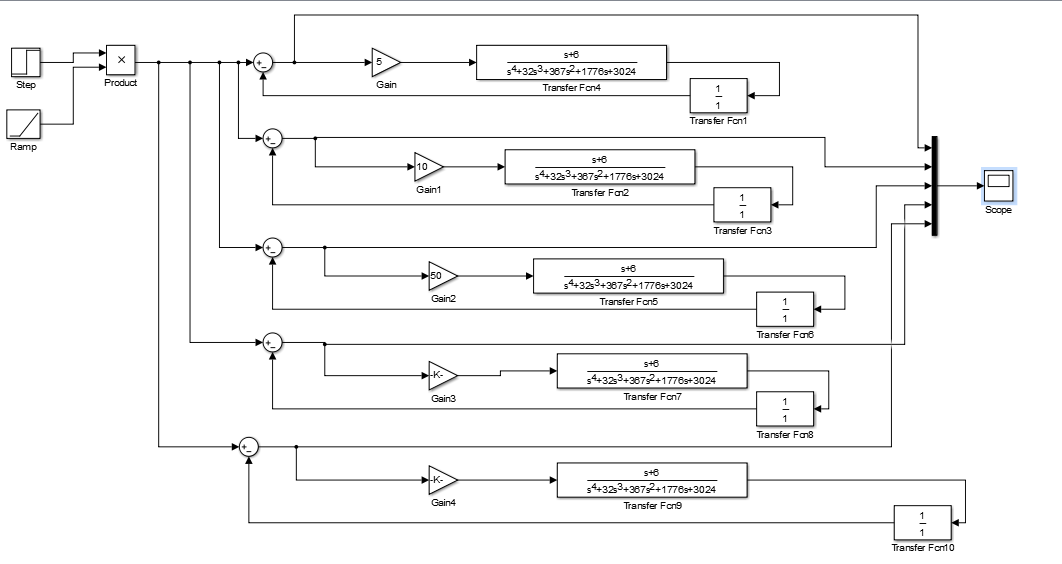 Step
Ramp
×
Product
+
−
5
Gain
s+6
s⁴+32s³+367s²+1776s+3024
Transfer Fcn4
1
1
Transfer Fcn1
+
−
10
Gain1
s+6
s⁴+32s³+367s²+1776s+3024
Transfer Fcn2
1
1
Transfer Fcn3
Scope
+
−
50
Gain2
s+6
s⁴+32s³+367s²+1776s+3024
Transfer Fcn5
1
1
Transfer Fcn6
+
−
-K-
Gain3
s+6
s⁴+32s³+367s²+1776s+3024
Transfer Fcn7
1
1
Transfer Fcn8
+
−
-K-
Gain4
s+6
s⁴+32s³+367s²+1776s+3024
Transfer Fcn9
1
1
Transfer Fcn10